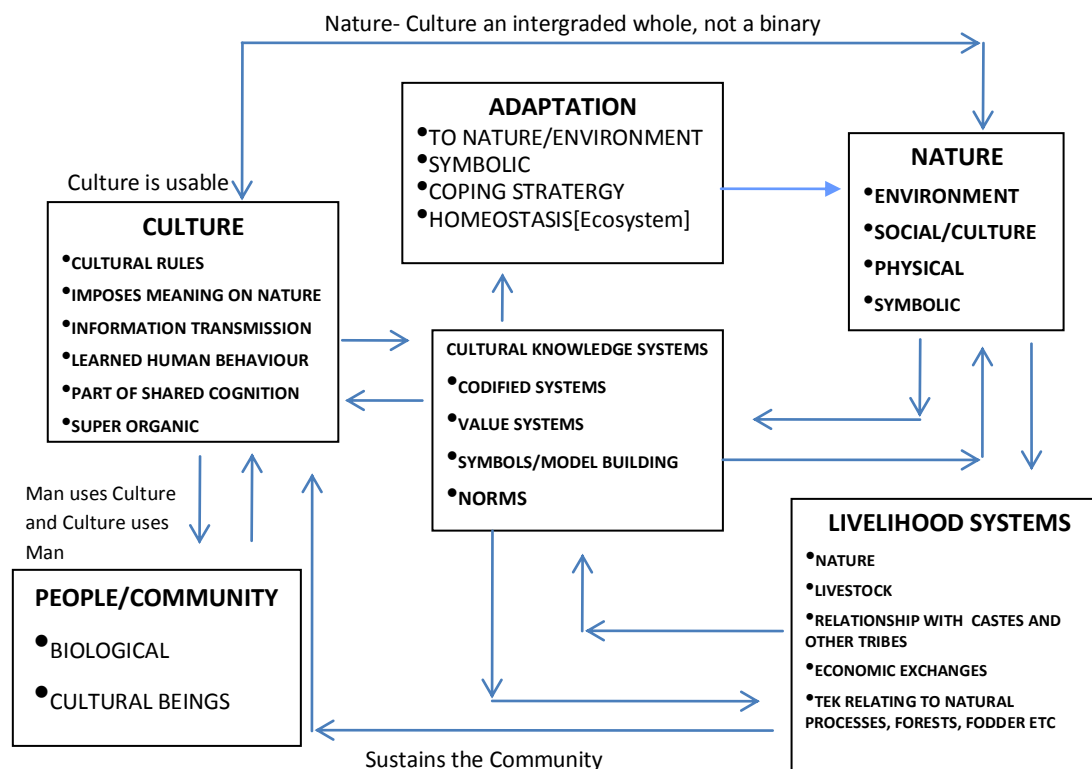 Nature- Culture an intergraded whole, not a binary
ADAPTATION
•TO NATURE/ENVIRONMENT
•SYMBOLIC
•COPING STRATERGY
•HOMEOSTASIS[Ecosystem]
NATURE
•ENVIRONMENT
•SOCIAL/CULTURE
•PHYSICAL
•SYMBOLIC
Culture is usable
CULTURE
•CULTURAL RULES
•IMPOSES MEANING ON NATURE
•INFORMATION TRANSMISSION
•LEARNED HUMAN BEHAVIOUR
•PART OF SHARED COGNITION
•SUPER ORGANIC
CULTURAL KNOWLEDGE SYSTEMS
•CODIFIED SYSTEMS
•VALUE SYSTEMS
•SYMBOLS/MODEL BUILDING
•NORMS
Man uses Culture
and Culture uses
Man
PEOPLE/COMMUNITY
•BIOLOGICAL
•CULTURAL BEINGS
LIVELIHOOD SYSTEMS
•NATURE
•LIVESTOCK
•RELATIONSHIP WITH CASTES AND
OTHER TRIBES
•ECONOMIC EXCHANGES
•TEK RELATING TO NATURAL
PROCESSES, FORESTS, FODDER ETC
Sustains the Community